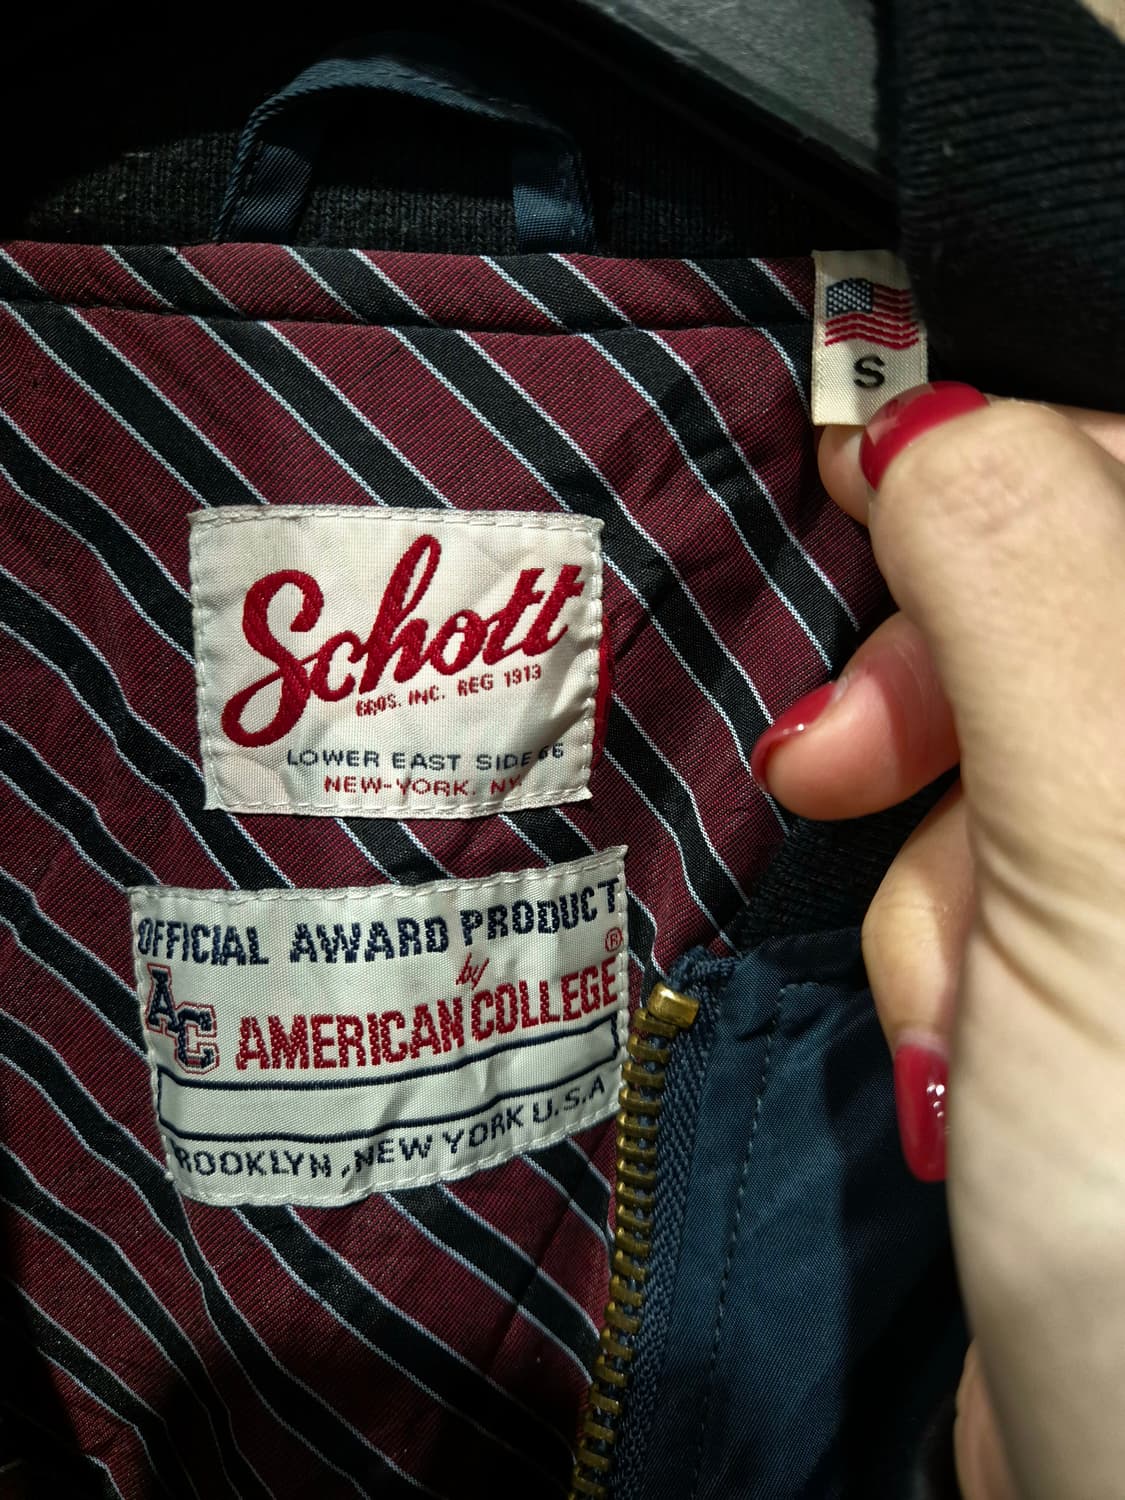 S
Schott
BROS. INC. REG 1913
LOWER EAST SIDE 66
NEW-YORK. NY
OFFICIAL AWARD PRODUCT
by ®
AC AMERICAN COLLEGE
ROOKLYN, NEW YORK U.S.A